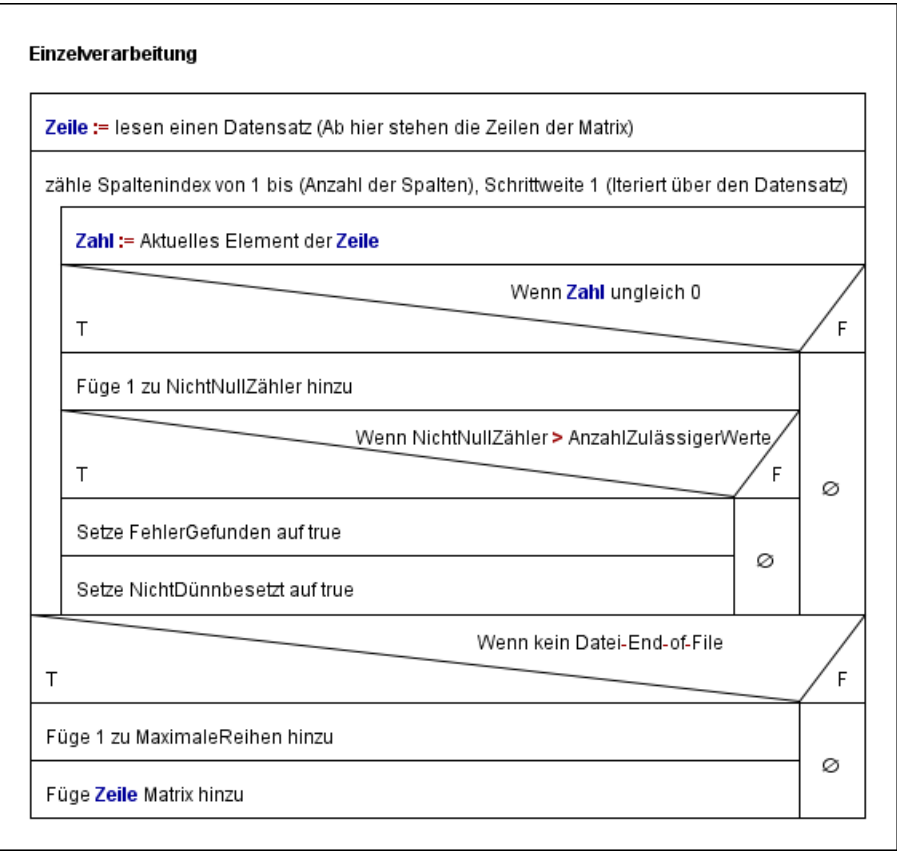 Einzelverarbeitung
Zeile := lesen einen Datensatz (Ab hier stehen die Zeilen der Matrix)
zähle Spaltenindex von 1 bis (Anzahl der Spalten), Schrittweite 1 (Iteriert über den Datensatz)
Zahl := Aktuelles Element der Zeile
Wenn Zahl ungleich 0
T F
Füge 1 zu NichtNullZähler hinzu
Wenn NichtNullZähler > AnzahlZulässigerWerte
T F
∅
Setze FehlerGefunden auf true
∅
Setze NichtDünnbesetzt auf true
Wenn kein Datei-End-of-File
T F
Füge 1 zu MaximaleReihen hinzu
∅
Füge Zeile Matrix hinzu